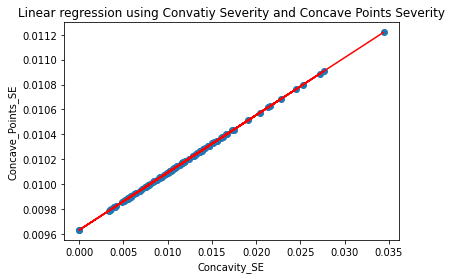 Linear regression using Convatiy Severity and Concave Points Severity
Concave_Points_SE
0.0112
0.0110
0.0108
0.0106
0.0104
0.0102
0.0100
0.0098
0.0096
0.000 0.005 0.010 0.015 0.020 0.025 0.030 0.035
Concavity_SE